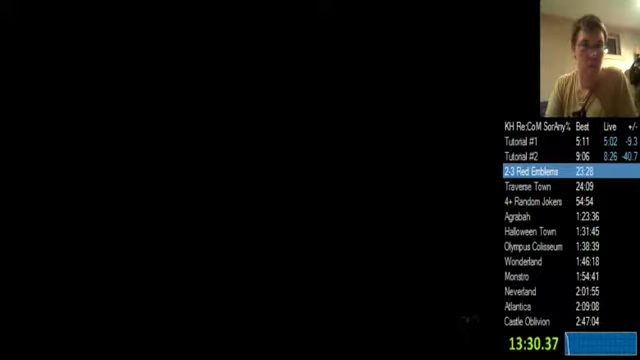 KH Re:CoM SorAny% Best Live +/-
Tutorial #1 5:11 5:02 -9.3
Tutorial #2 9:06 8:26 -40.7
2-3 Red Emblems 23:28
Traverse Town 24:09
4+ Random Jokers 54:54
Agrabah 1:23:36
Halloween Town 1:31:45
Olympus Coliseum 1:38:39
Wonderland 1:46:18
Monstro 1:54:41
Neverland 2:01:55
Atlantica 2:09:08
Castle Oblivion 2:47:04
13:30.37